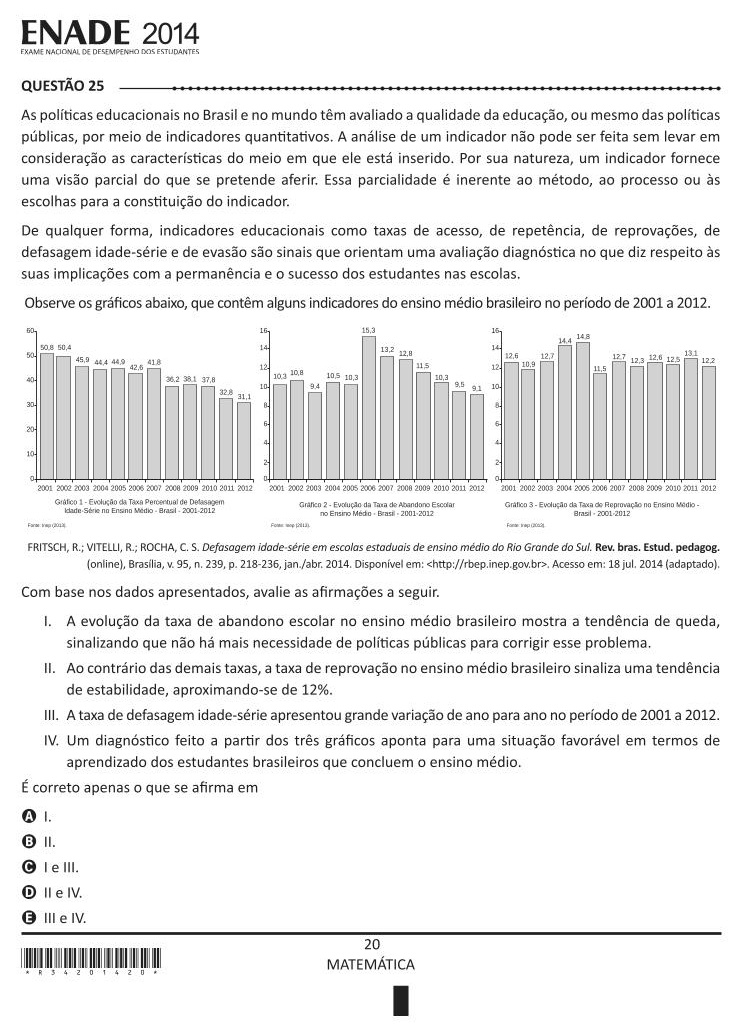 ENADE 2014
EXAME NACIONAL DE DESEMPENHO DOS ESTUDANTES
QUESTÃO 25
As políticas educacionais no Brasil e no mundo têm avaliado a qualidade da educação, ou mesmo das políticas
públicas, por meio de indicadores quantitativos. A análise de um indicador não pode ser feita sem levar em
consideração as características do meio em que ele está inserido. Por sua natureza, um indicador fornece
uma visão parcial do que se pretende aferir. Essa parcialidade é inerente ao método, ao processo ou às
escolhas para a constituição do indicador.
De qualquer forma, indicadores educacionais como taxas de acesso, de repetência, de reprovações, de
defasagem idade-série e de evasão são sinais que orientam uma avaliação diagnóstica no que diz respeito às
suas implicações com a permanência e o sucesso dos estudantes nas escolas.
Observe os gráficos abaixo, que contêm alguns indicadores do ensino médio brasileiro no período de 2001 a 2012.
60
50
40
30
20
10
0
50,8 50,4 45,9 44,4 44,9 42,6 41,8 36,2 38,1 37,8 32,8 31,1
2001 2002 2003 2004 2005 2006 2007 2008 2009 2010 2011 2012
Gráfico 1 - Evolução da Taxa Percentual de Defasagem
Idade-Série no Ensino Médio - Brasil - 2001-2012
Fonte: Inep (2013).
16
14
12
10
8
6
4
2
0
10,3 10,8 9,4 10,5 10,3 15,3 13,2 12,8 11,5 10,3 9,5 9,1
2001 2002 2003 2004 2005 2006 2007 2008 2009 2010 2011 2012
Gráfico 2 - Evolução da Taxa de Abandono Escolar
no Ensino Médio - Brasil - 2001-2012
Fonte: Inep (2013).
16
14
12
10
8
6
4
2
0
12,6 10,9 12,7 14,4 14,8 11,5 12,7 12,3 12,6 12,5 13,1 12,2
2001 2002 2003 2004 2005 2006 2007 2008 2009 2010 2011 2012
Gráfico 3 - Evolução da Taxa de Reprovação no Ensino Médio -
Brasil - 2001-2012
Fonte: Inep (2013).
FRITSCH, R.; VITELLI, R.; ROCHA, C. S. Defasagem idade-série em escolas estaduais de ensino médio do Rio Grande do Sul. Rev. bras. Estud. pedagog.
(online), Brasília, v. 95, n. 239, p. 218-236, jan./abr. 2014. Disponível em: <http://rbep.inep.gov.br>. Acesso em: 18 jul. 2014 (adaptado).
Com base nos dados apresentados, avalie as afirmações a seguir.
I. A evolução da taxa de abandono escolar no ensino médio brasileiro mostra a tendência de queda,
sinalizando que não há mais necessidade de políticas públicas para corrigir esse problema.
II. Ao contrário das demais taxas, a taxa de reprovação no ensino médio brasileiro sinaliza uma tendência
de estabilidade, aproximando-se de 12%.
III. A taxa de defasagem idade-série apresentou grande variação de ano para ano no período de 2001 a 2012.
IV. Um diagnóstico feito a partir dos três gráficos aponta para uma situação favorável em termos de
aprendizado dos estudantes brasileiros que concluem o ensino médio.
É correto apenas o que se afirma em
A I.
B II.
C I e III.
D II e IV.
E III e IV.
20
MATEMÁTICA
* R 3 4 2 0 1 4 2 0 *